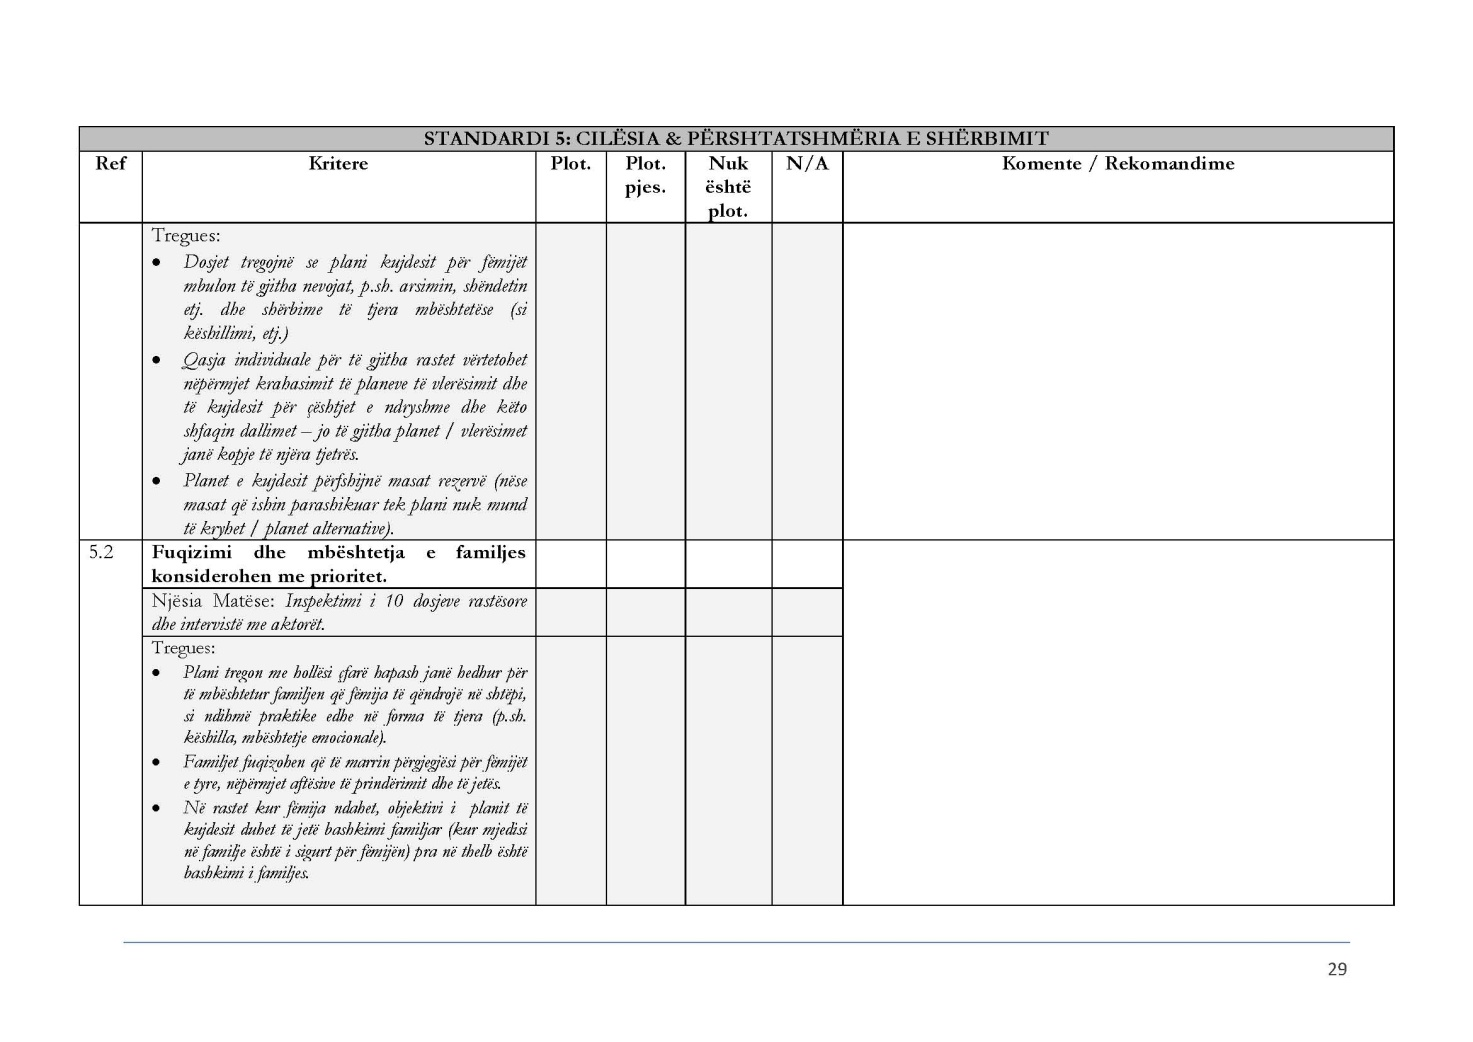 STANDARDI 5: CILËSIA & PËRSHTATSHMËRIA E SHËRBIMIT
Ref Kritere Plot. Plot. pjes. Nuk është plot. N/A Komente / Rekomandime
Tregues:
• Dosjet tregojnë se plani kujdesit për fëmijët
mbulon të gjitha nevojat, p.sh. arsimin, shëndetin
etj. dhe shërbime të tjera mbështetëse (si
këshillimi, etj.)
• Qasja individuale për të gjitha rastet vërtetohet
nëpërmjet krahasimit të planeve të vlerësimit dhe
të kujdesit për çështjet e ndryshme dhe këto
shfaqin dallimet – jo të gjitha planet / vlerësimet
janë kopje të njëra tjetrës.
• Planet e kujdesit përfshijnë masat rezervë (nëse
masat që ishin parashikuar tek plani nuk mund
të kryhet / planet alternative).
5.2 Fuqizimi dhe mbështetja e familjes
konsiderohen me prioritet.
Njësia Matëse: Inspektimi i 10 dosjeve rastësore
dhe intervistë me aktorët.
Tregues:
• Plani tregon me hollësi çfarë hapash janë hedhur për
të mbështetur familjen që fëmija të qëndrojë në shtëpi,
si ndihmë praktike edhe në forma të tjera (p.sh.
këshilla, mbështetje emocionale).
• Familjet fuqizohen që të marrin përgjegjësi për fëmijët
e tyre, nëpërmjet aftësive të prindërimit dhe të jetës.
• Në rastet kur fëmija ndahet, objektivi i planit të
kujdesit duhet të jetë bashkimi familjar (kur mjedisi
në familje është i sigurt për fëmijën) pra në thelb është
bashkimi i familjes.
29